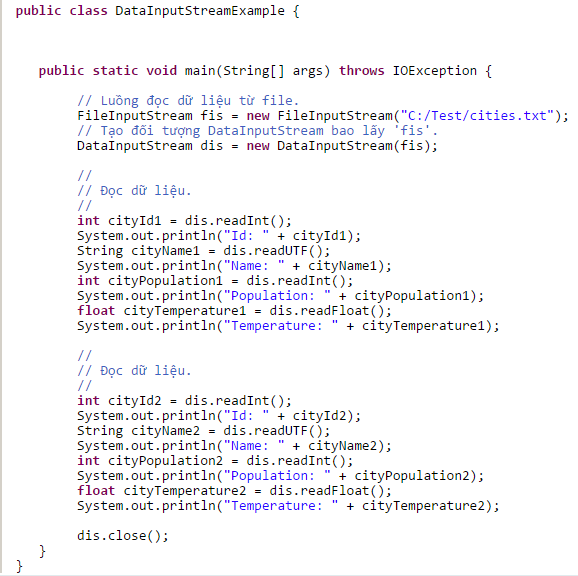 public class DataInputStreamExample {
public static void main(String[] args) throws IOException {
// Luồng đọc dữ liệu từ file.
FileInputStream fis = new FileInputStream("C:/Test/cities.txt");
// Tạo đối tượng DataInputStream bao lấy 'fis'.
DataInputStream dis = new DataInputStream(fis);
//
// Đọc dữ liệu.
//
int cityId1 = dis.readInt();
System.out.println("Id: " + cityId1);
String cityName1 = dis.readUTF();
System.out.println("Name: " + cityName1);
int cityPopulation1 = dis.readInt();
System.out.println("Population: " + cityPopulation1);
float cityTemperature1 = dis.readFloat();
System.out.println("Temperature: " + cityTemperature1);
//
// Đọc dữ liệu.
//
int cityId2 = dis.readInt();
System.out.println("Id: " + cityId2);
String cityName2 = dis.readUTF();
System.out.println("Name: " + cityName2);
int cityPopulation2 = dis.readInt();
System.out.println("Population: " + cityPopulation2);
float cityTemperature2 = dis.readFloat();
System.out.println("Temperature: " + cityTemperature2);
dis.close();
}
}